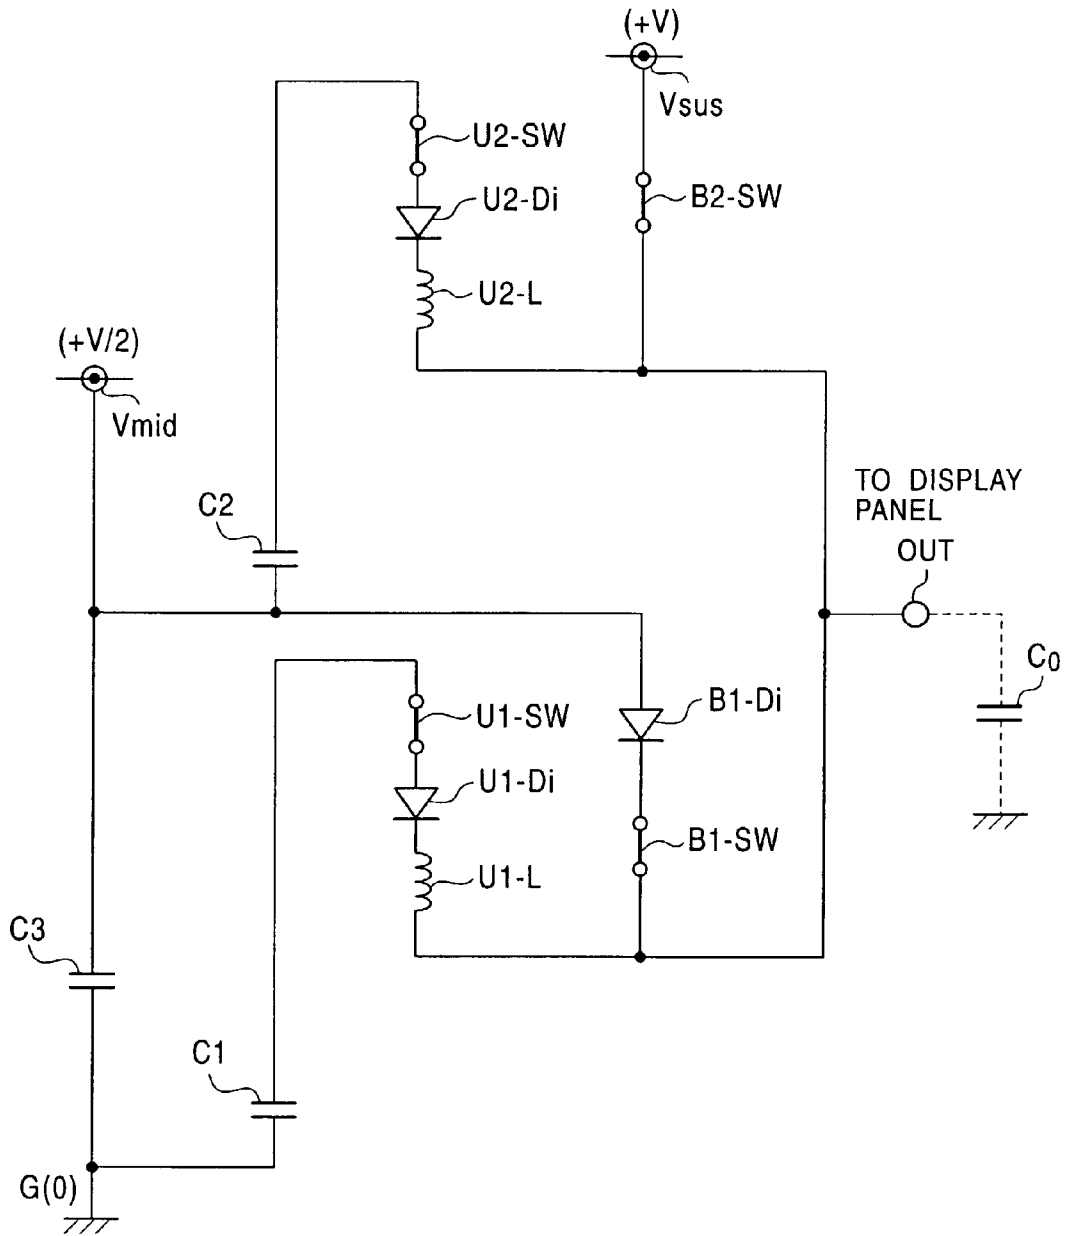 (+V)
Vsus
U2-SW
U2-Di
B2-SW
U2-L
(+V/2)
Vmid
TO DISPLAY
PANEL
C2
OUT
C0
B1-Di
U1-SW
U1-Di
B1-SW
U1-L
C3
C1
G(0)